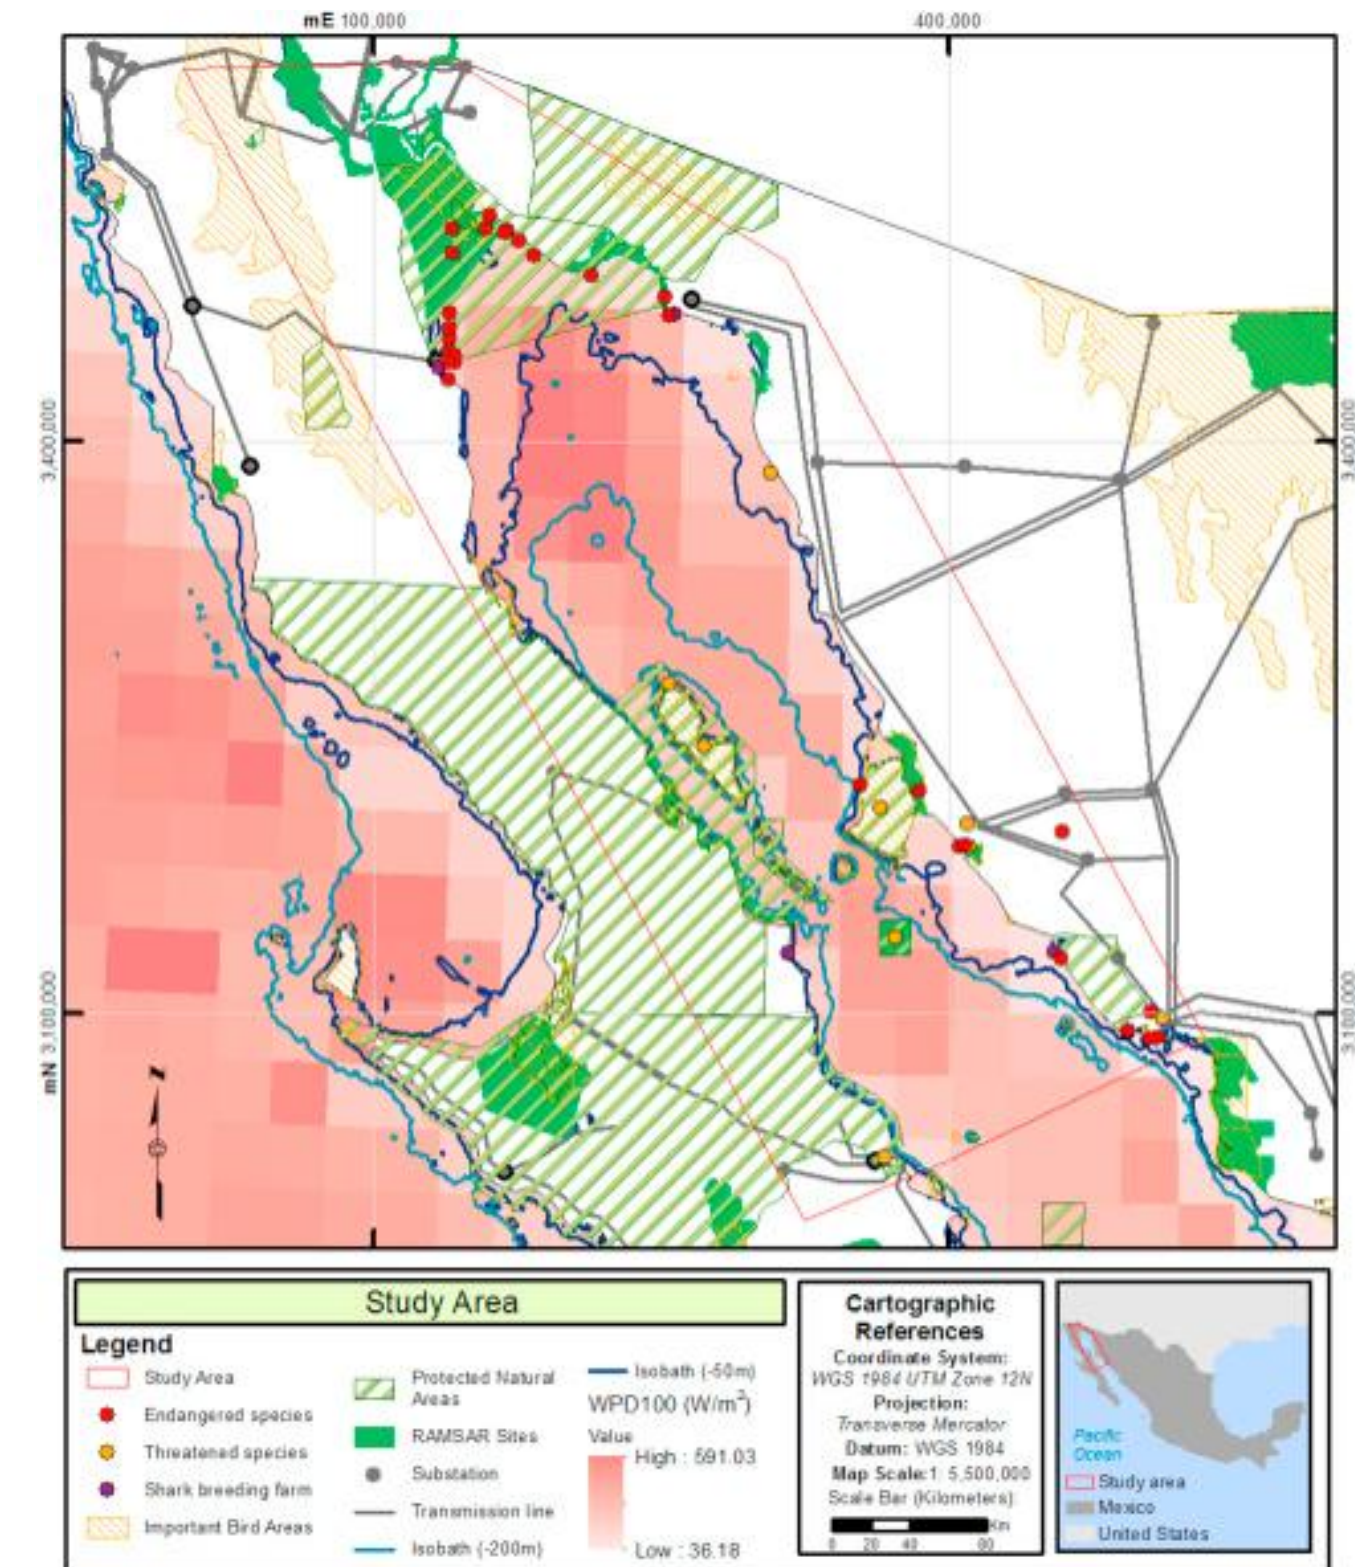 mE 100,000
400,000
3,400,000
3,400,000
mN 3,100,000
3,100,000
Study Area
Legend
Study Area
Endangered species
Threatened species
Shark breeding farm
Important Bird Areas
Protected Natural
Areas
RAMSAR Sites
Substation
Transmission line
Isobath (-200m)
Isobath (-50m)
WPD100 (W/m²)
Value
High : 591.03
Low : 36.18
Cartographic
References
Coordinate System:
WGS 1984 UTM Zone 12N
Projection:
Transverse Mercator
Datum: WGS 1984
Map Scale:1: 5,500,000
Scale Bar (Kilometers):
Km
0 20 40 80
Pacific
Ocean
Study area
Mexico
United States